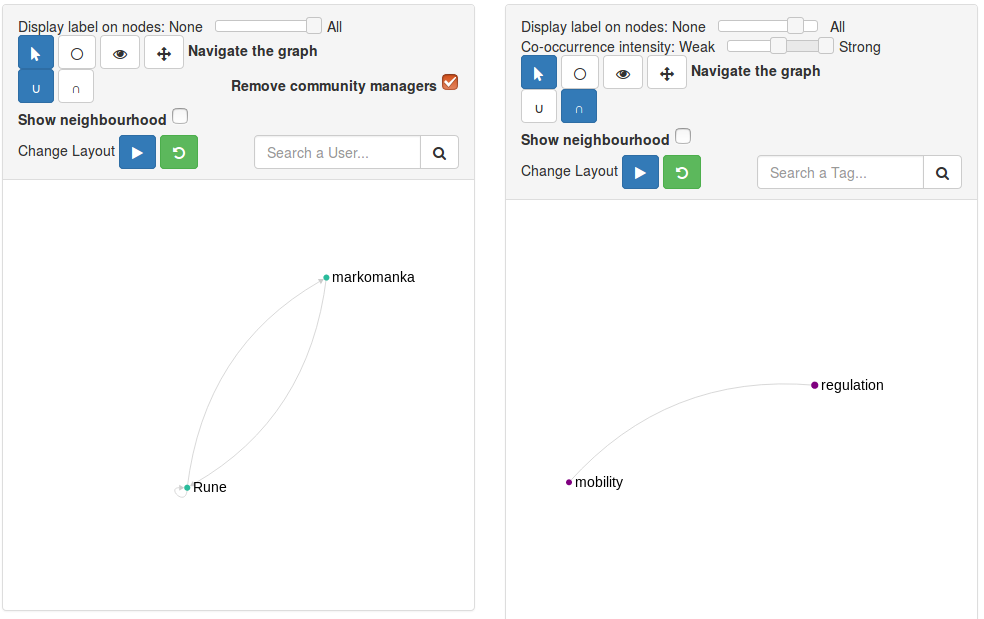 Display label on nodes: None All
Navigate the graph
∪ ∩
Remove community managers
Show neighbourhood
Change Layout
Search a User...
markomanka
Rune
Display label on nodes: None All
Co-occurrence intensity: Weak Strong
Navigate the graph
∪ ∩
Show neighbourhood
Change Layout
Search a Tag...
regulation
mobility